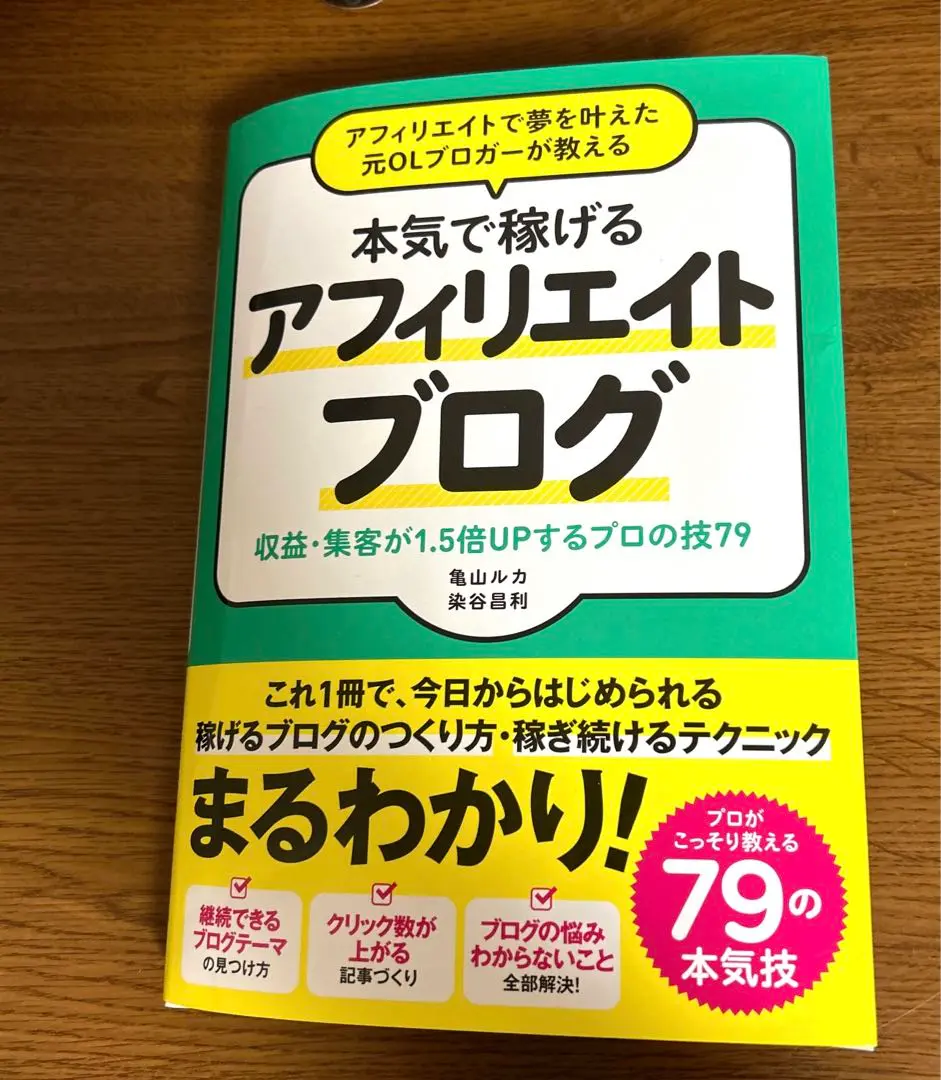 アフィリエイトで夢を叶えた
元OLブロガーが教える
本気で稼げる
アフィリエイト
ブログ
収益・集客が1.5倍UPするプロの技79
亀山ルカ
染谷昌利
これ1冊で、今日からはじめられる
稼げるブログのつくり方・稼ぎ続けるテクニック
まるわかり!
プロが
こっそり教える
79の
本気技
継続できる
ブログテーマ
の見つけ方
クリック数が
上がる
記事づくり
ブログの悩み
わからないこと
全部解決!